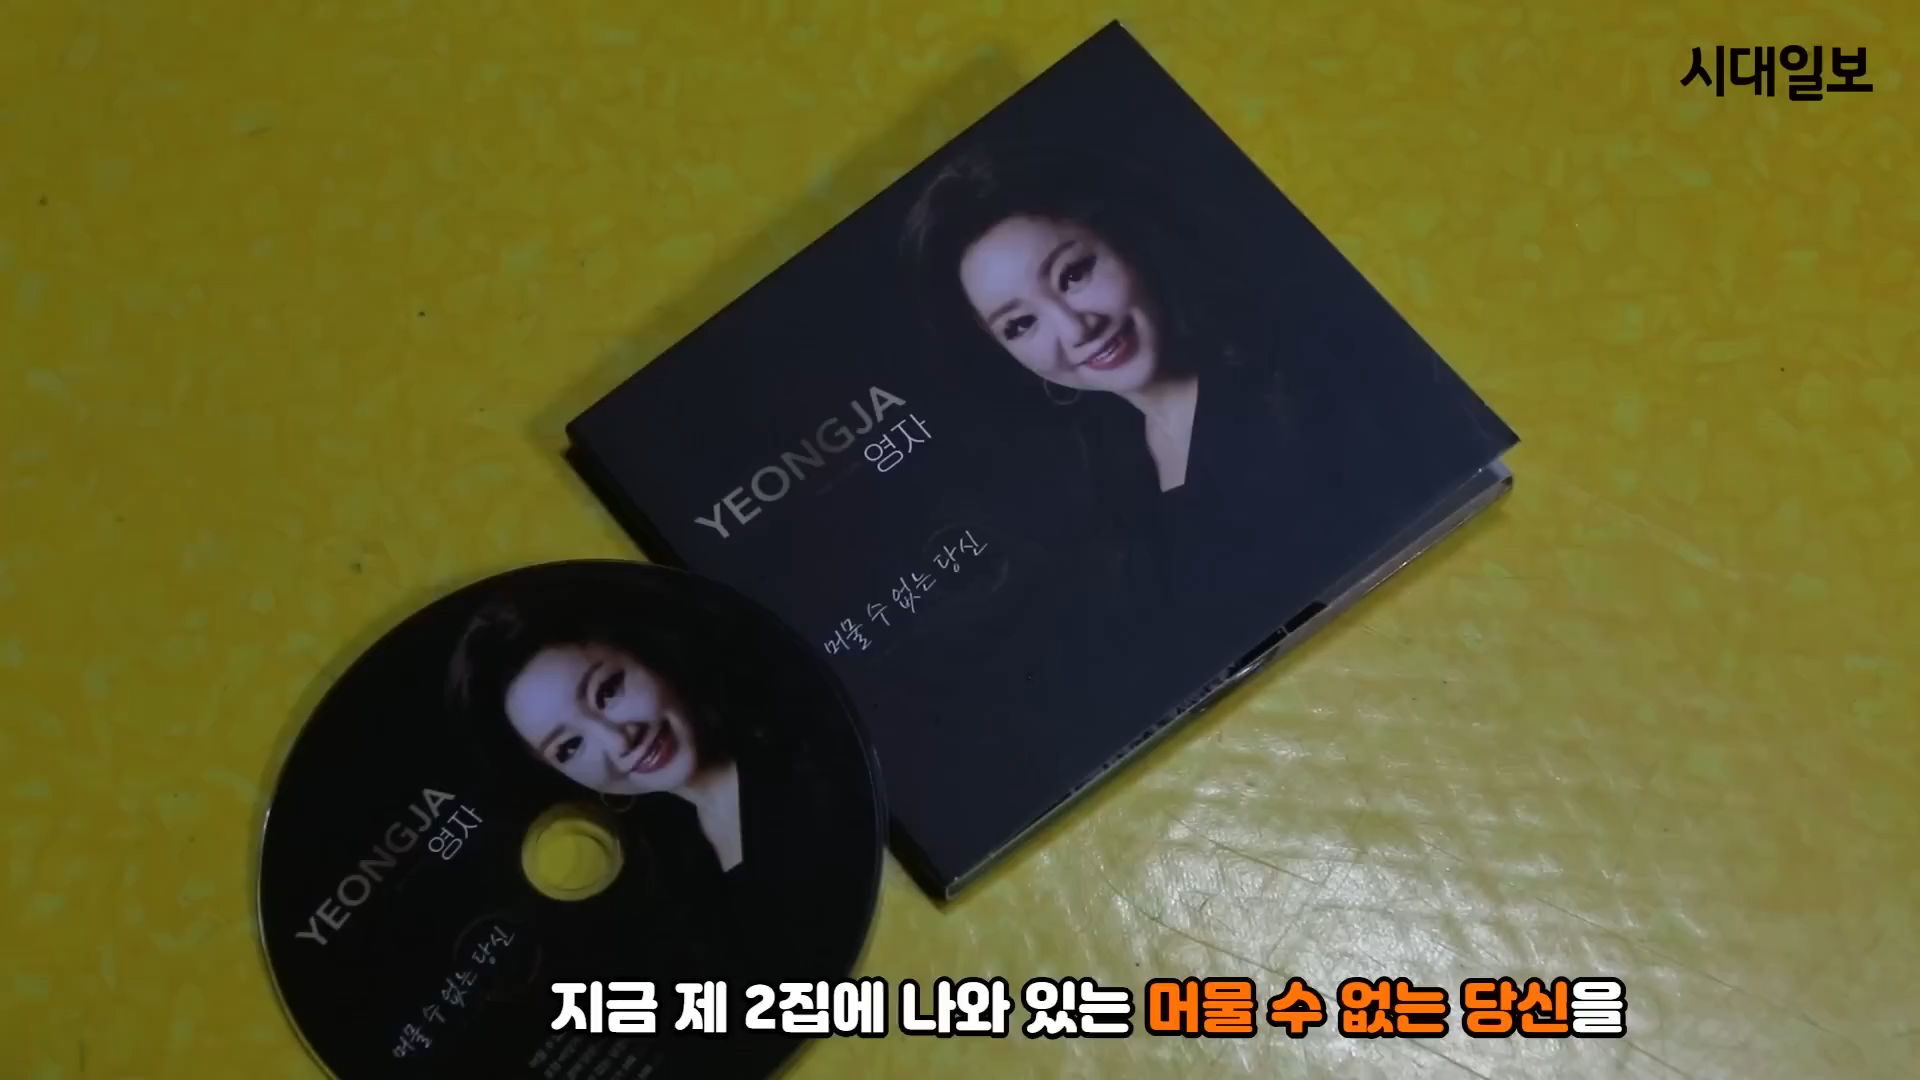 시대일보
YEONGJA
영자
머물 수 없는 당신
YEONGJA
영자
머물 수 없는 당신
지금 제 2집에 나와 있는 머물 수 없는 당신을